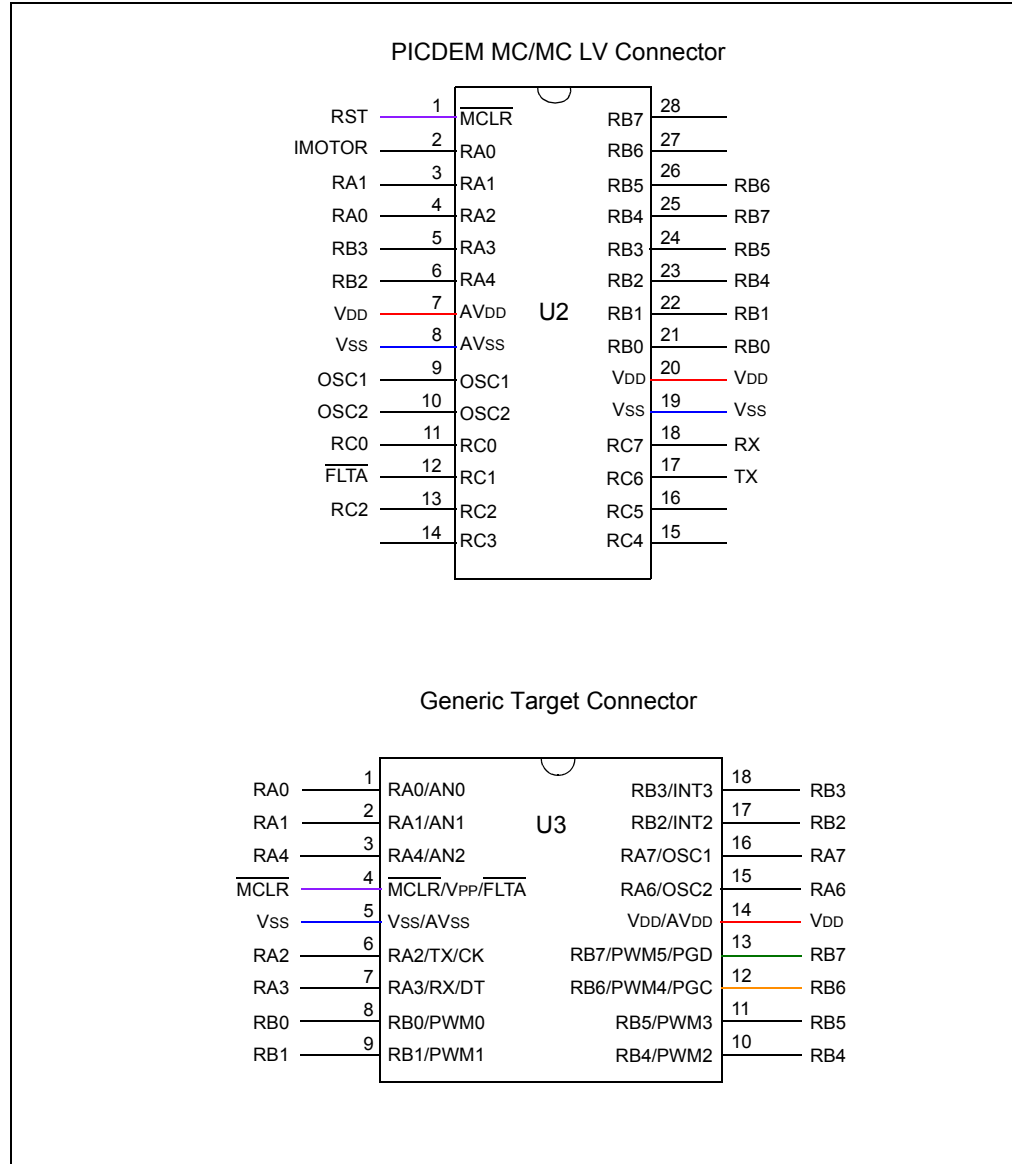 PICDEM MC/MC LV Connector
RST 1 MCLR RB7 28
IMOTOR 2 RA0 RB6 27
RA1 3 RA1 RB5 26 RB6
RA0 4 RA2 RB4 25 RB7
RB3 5 RA3 RB3 24 RB5
RB2 6 RA4 RB2 23 RB4
VDD 7 AVDD U2 RB1 22 RB1
VSS 8 AVSS RB0 21 RB0
OSC1 9 OSC1 VDD 20 VDD
OSC2 10 OSC2 VSS 19 VSS
RC0 11 RC0 RC7 18 RX
FLTA 12 RC1 RC6 17 TX
RC2 13 RC2 RC5 16
14 RC3 RC4 15
Generic Target Connector
RA0 1 RA0/AN0 RB3/INT3 18 RB3
RA1 2 RA1/AN1 U3 RB2/INT2 17 RB2
RA4 3 RA4/AN2 RA7/OSC1 16 RA7
MCLR 4 MCLR/VPP/FLTA RA6/OSC2 15 RA6
VSS 5 VSS/AVSS VDD/AVDD 14 VDD
RA2 6 RA2/TX/CK RB7/PWM5/PGD 13 RB7
RA3 7 RA3/RX/DT RB6/PWM4/PGC 12 RB6
RB0 8 RB0/PWM0 RB5/PWM3 11 RB5
RB1 9 RB1/PWM1 RB4/PWM2 10 RB4